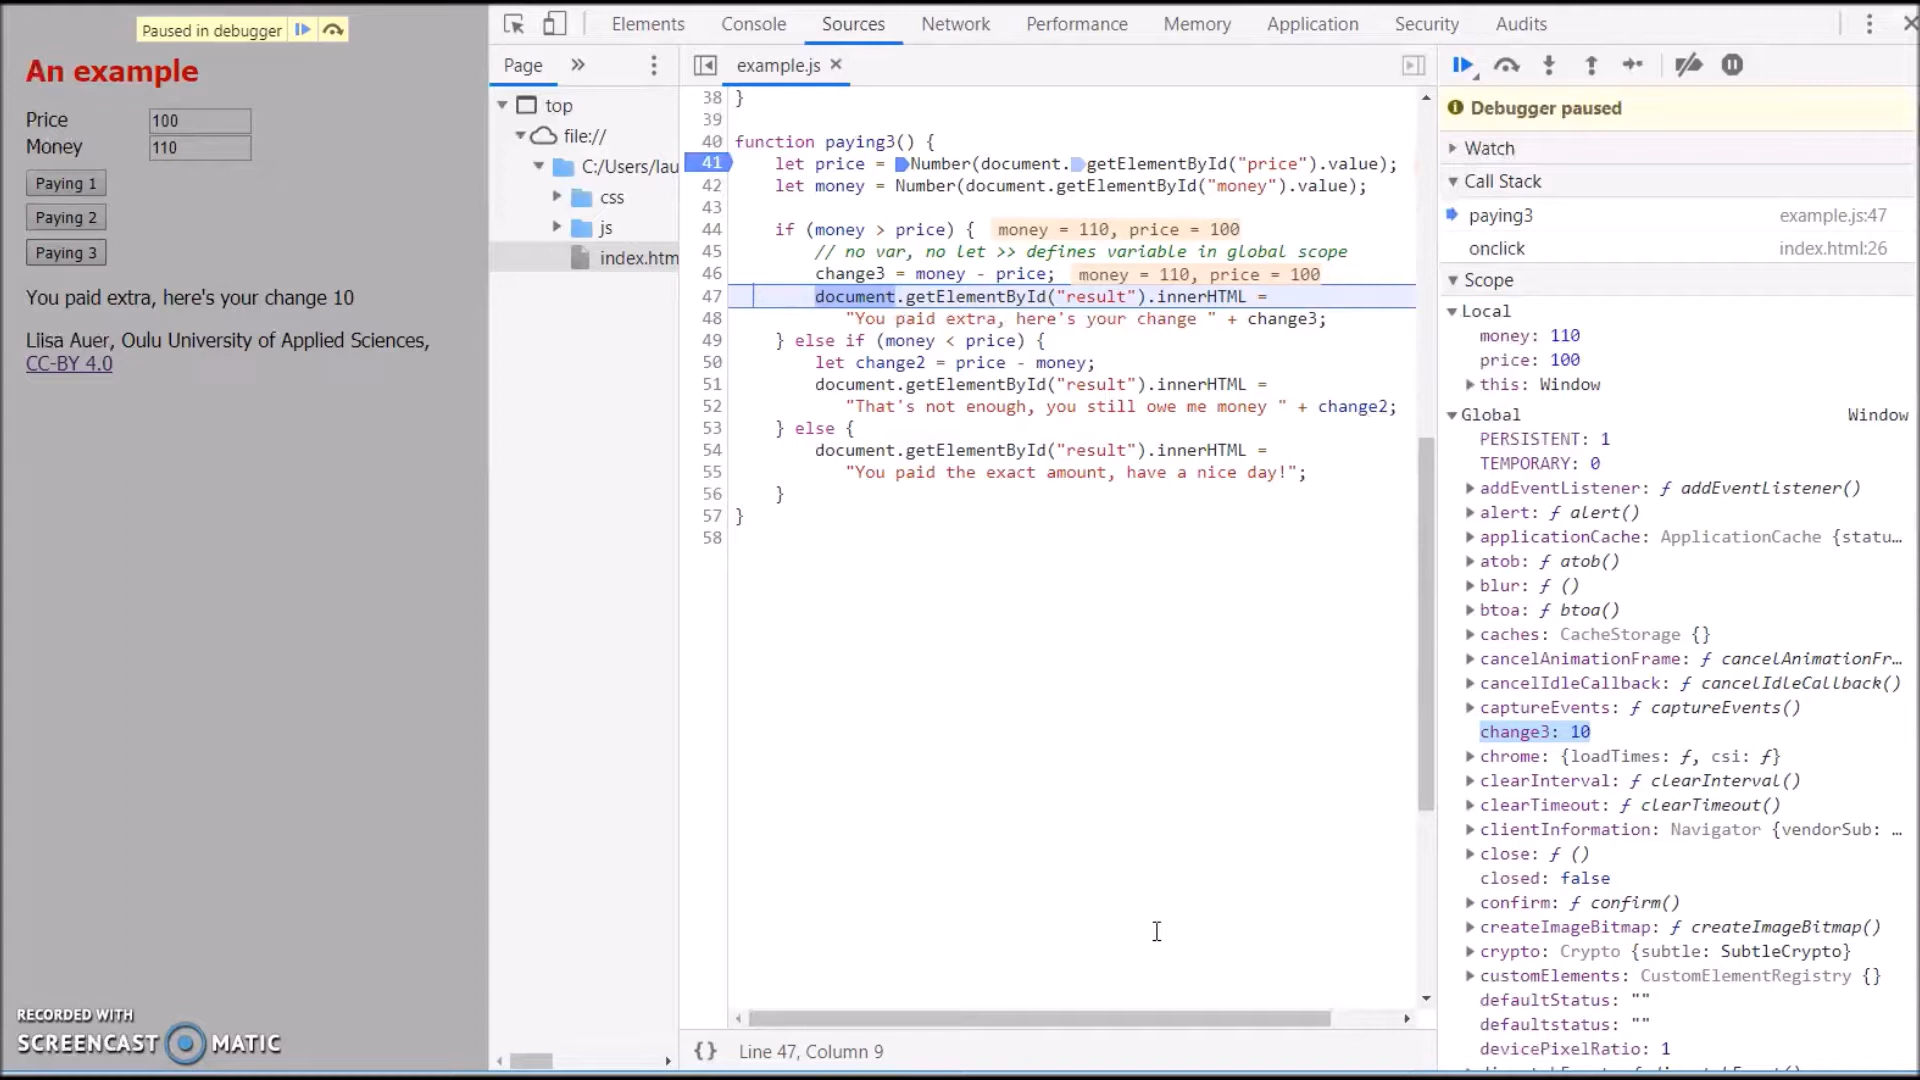 Paused in debugger
An example
Price 100
Money 110
Paying 1
Paying 2
Paying 3
You paid extra, here's your change 10
Liisa Auer, Oulu University of Applied Sciences,
CC-BY 4.0
RECORDED WITH
SCREENCAST MATIC
Elements Console Sources Network Performance Memory Application Security Audits
Page »
top
file://
C:/Users/lau
css
js
index.htm
example.js ×
38 }
39
40 function paying3() {
41 let price = Number(document.getElementById("price").value);
42 let money = Number(document.getElementById("money").value);
43
44 if (money > price) { money = 110, price = 100
45 // no var, no let >> defines variable in global scope
46 change3 = money - price; money = 110, price = 100
47 document.getElementById("result").innerHTML =
48 "You paid extra, here's your change " + change3;
49 } else if (money < price) {
50 let change2 = price - money;
51 document.getElementById("result").innerHTML =
52 "That's not enough, you still owe me money " + change2;
53 } else {
54 document.getElementById("result").innerHTML =
55 "You paid the exact amount, have a nice day!";
56 }
57 }
58
{} Line 47, Column 9
Debugger paused
Watch
Call Stack
paying3 example.js:47
onclick index.html:26
Scope
Local
money: 110
price: 100
this: Window
Global Window
PERSISTENT: 1
TEMPORARY: 0
addEventListener: ƒ addEventListener()
alert: ƒ alert()
applicationCache: ApplicationCache {statu…
atob: ƒ atob()
blur: ƒ ()
btoa: ƒ btoa()
caches: CacheStorage {}
cancelAnimationFrame: ƒ cancelAnimationFr…
cancelIdleCallback: ƒ cancelIdleCallback()
captureEvents: ƒ captureEvents()
change3: 10
chrome: {loadTimes: ƒ, csi: ƒ}
clearInterval: ƒ clearInterval()
clearTimeout: ƒ clearTimeout()
clientInformation: Navigator {vendorSub: …
close: ƒ ()
closed: false
confirm: ƒ confirm()
createImageBitmap: ƒ createImageBitmap()
crypto: Crypto {subtle: SubtleCrypto}
customElements: CustomElementRegistry {}
defaultStatus: ""
defaultstatus: ""
devicePixelRatio: 1